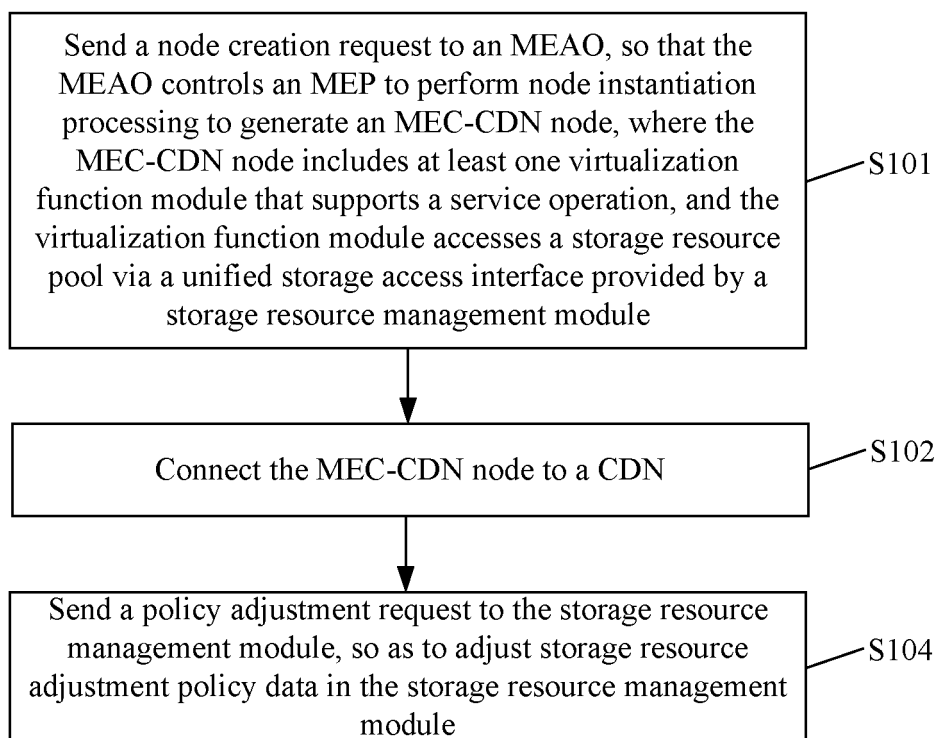 Send a node creation request to an MEAO, so that the
MEAO controls an MEP to perform node instantiation
processing to generate an MEC-CDN node, where the
MEC-CDN node includes at least one virtualization
function module that supports a service operation, and the
virtualization function module accesses a storage resource
pool via a unified storage access interface provided by a
storage resource management module
S101
Connect the MEC-CDN node to a CDN
S102
Send a policy adjustment request to the storage resource
management module, so as to adjust storage resource
adjustment policy data in the storage resource management
module
S104